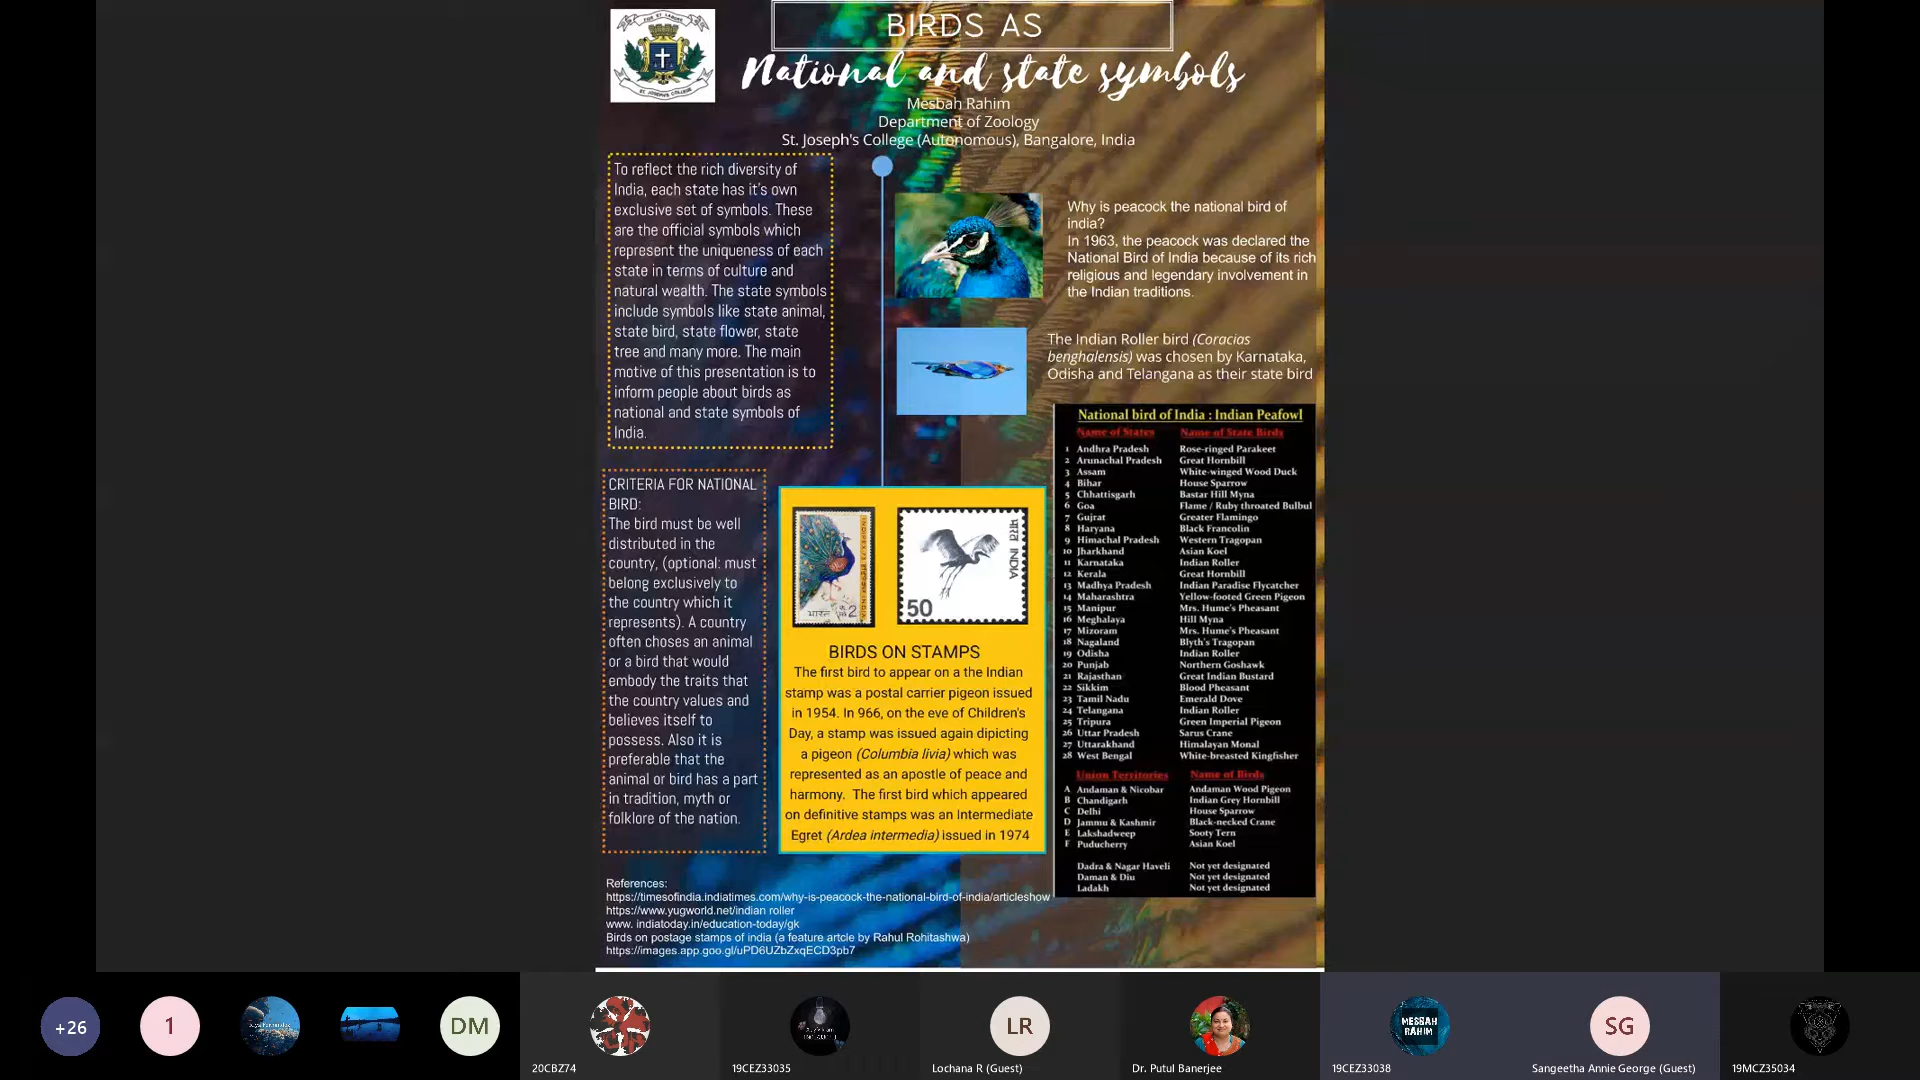 BIRDS AS
National and state symbols
Mesbah Rahim
Department of Zoology
St. Joseph's College (Autonomous), Bangalore, India
To reflect the rich diversity of
India, each state has it's own
exclusive set of symbols. These
are the official symbols which
represent the uniqueness of each
state in terms of culture and
natural wealth. The state symbols
include symbols like state animal,
state bird, state flower, state
tree and many more. The main
motive of this presentation is to
inform people about birds as
national and state symbols of
India.
Why is peacock the national bird of
india?
In 1963, the peacock was declared the
National Bird of India because of its rich
religious and legendary involvement in
the Indian traditions.
The Indian Roller bird (Coracias
benghalensis) was chosen by Karnataka,
Odisha and Telangana as their state bird
CRITERIA FOR NATIONAL
BIRD:
The bird must be well
distributed in the
country, (optional: must
belong exclusively to
the country which it
represents). A country
often choses an animal
or a bird that would
embody the traits that
the country values and
believes itself to
possess. Also it is
preferable that the
animal or bird has a part
in tradition, myth or
folklore of the nation.
भारत 2
INDIA
50
BIRDS ON STAMPS
The first bird to appear on a the Indian
stamp was a postal carrier pigeon issued
in 1954. In 966, on the eve of Children's
Day, a stamp was issued again dipicting
a pigeon (Columbia livia) which was
represented as an apostle of peace and
harmony. The first bird which appeared
on definitive stamps was an Intermediate
Egret (Ardea intermedia) issued in 1974
National bird of India : Indian Peafowl
Name of States Name of State Birds
1 Andhra Pradesh Rose-ringed Parakeet
2 Arunachal Pradesh Great Hornbill
3 Assam White-winged Wood Duck
4 Bihar House Sparrow
5 Chhattisgarh Bastar Hill Myna
6 Goa Flame / Ruby throated Bulbul
7 Gujrat Greater Flamingo
8 Haryana Black Francolin
9 Himachal Pradesh Western Tragopan
10 Jharkhand Asian Koel
11 Karnataka Indian Roller
12 Kerala Great Hornbill
13 Madhya Pradesh Indian Paradise Flycatcher
14 Maharashtra Yellow-footed Green Pigeon
15 Manipur Mrs. Hume's Pheasant
16 Meghalaya Hill Myna
17 Mizoram Mrs. Hume's Pheasant
18 Nagaland Blyth's Tragopan
19 Odisha Indian Roller
20 Punjab Northern Goshawk
21 Rajasthan Great Indian Bustard
22 Sikkim Blood Pheasant
23 Tamil Nadu Emerald Dove
24 Telangana Indian Roller
25 Tripura Green Imperial Pigeon
26 Uttar Pradesh Sarus Crane
27 Uttarakhand Himalayan Monal
28 West Bengal White-breasted Kingfisher
Union Territories Name of Birds
A Andaman & Nicobar Andaman Wood Pigeon
B Chandigarh Indian Grey Hornbill
C Delhi House Sparrow
D Jammu & Kashmir Black-necked Crane
E Lakshadweep Sooty Tern
F Puducherry Asian Koel
Dadra & Nagar Haveli Not yet designated
Daman & Diu Not yet designated
Ladakh Not yet designated
References:
https://timesofindia.indiatimes.com/why-is-peacock-the-national-bird-of-india/articleshow
https://www.yugworld.net/indian roller
www. indiatoday.in/education-today/gk
Birds on postage stamps of india (a feature artcle by Rahul Rohitashwa)
https://images.app.goo.gl/uPD6UZbZxqECD3pb7
+26
1
DM
LR
MESBAH
RAHIM
SG
20CBZ74
19CEZ33035
Lochana R (Guest)
Dr. Putul Banerjee
19CEZ33038
Sangeetha Annie George (Guest)
19MCZ35034